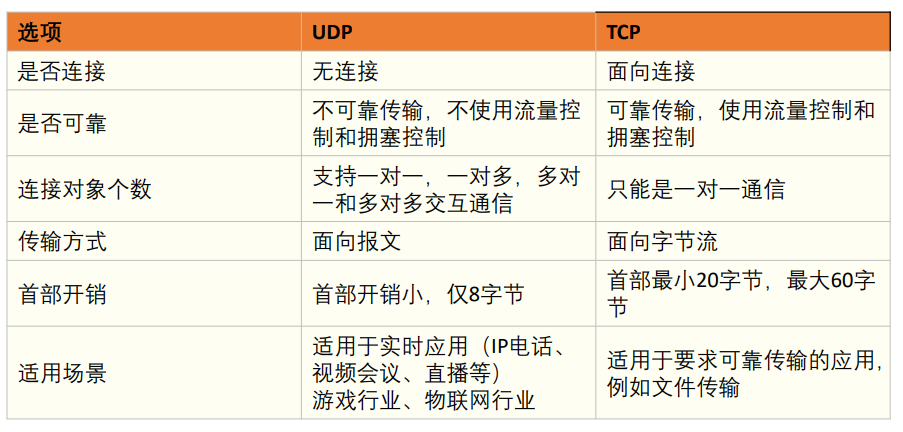 选项 UDP TCP
是否连接 无连接 面向连接
是否可靠
不可靠传输，不使用流量控
制和拥塞控制
可靠传输，使用流量控制和
拥塞控制
连接对象个数
支持一对一，一对多，多对
一和多对多交互通信
只能是一对一通信
传输方式 面向报文 面向字节流
首部开销 首部开销小，仅8字节
首部最小20字节，最大60字
节
适用场景
适用于实时应用（IP电话、
视频会议、直播等）
游戏行业、物联网行业
适用于要求可靠传输的应用,
例如文件传输